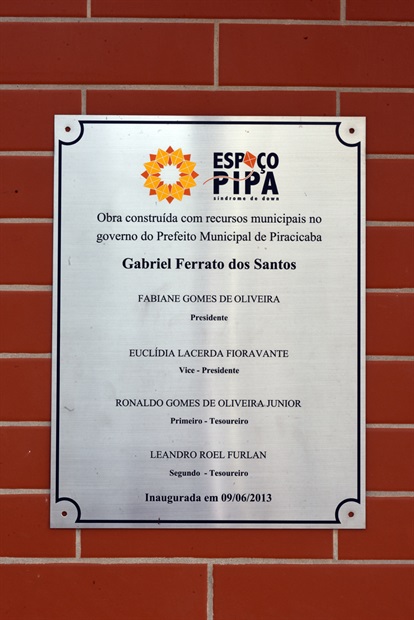 ESPAÇO
PIPA
síndrome de down
Obra construída com recursos municipais no
governo do Prefeito Municipal de Piracicaba
Gabriel Ferrato dos Santos
FABIANE GOMES DE OLIVEIRA
Presidente
EUCLÍDIA LACERDA FIORAVANTE
Vice - Presidente
RONALDO GOMES DE OLIVEIRA JUNIOR
Primeiro - Tesoureiro
LEANDRO ROEL FURLAN
Segundo - Tesoureiro
Inaugurada em 09/06/2013